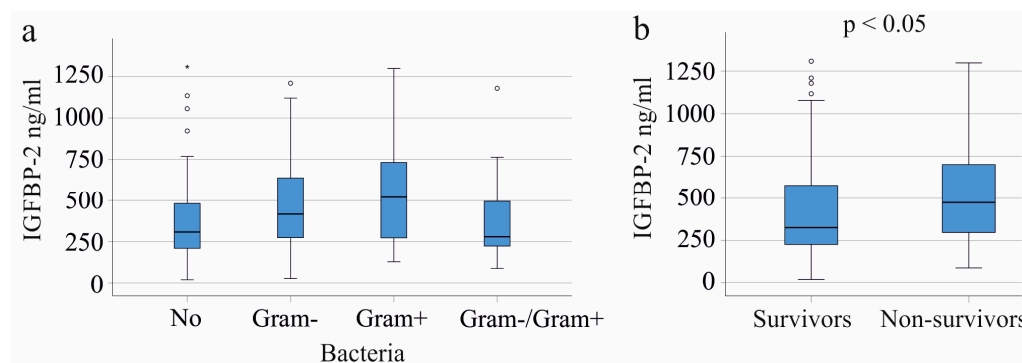 a
IGFBP-2 ng/ml
1250
1000
750
500
250
0
No Gram- Gram+ Gram-/Gram+
Bacteria
b
p < 0.05
IGFBP-2 ng/ml
1250
1000
750
500
250
0
Survivors Non-survivors